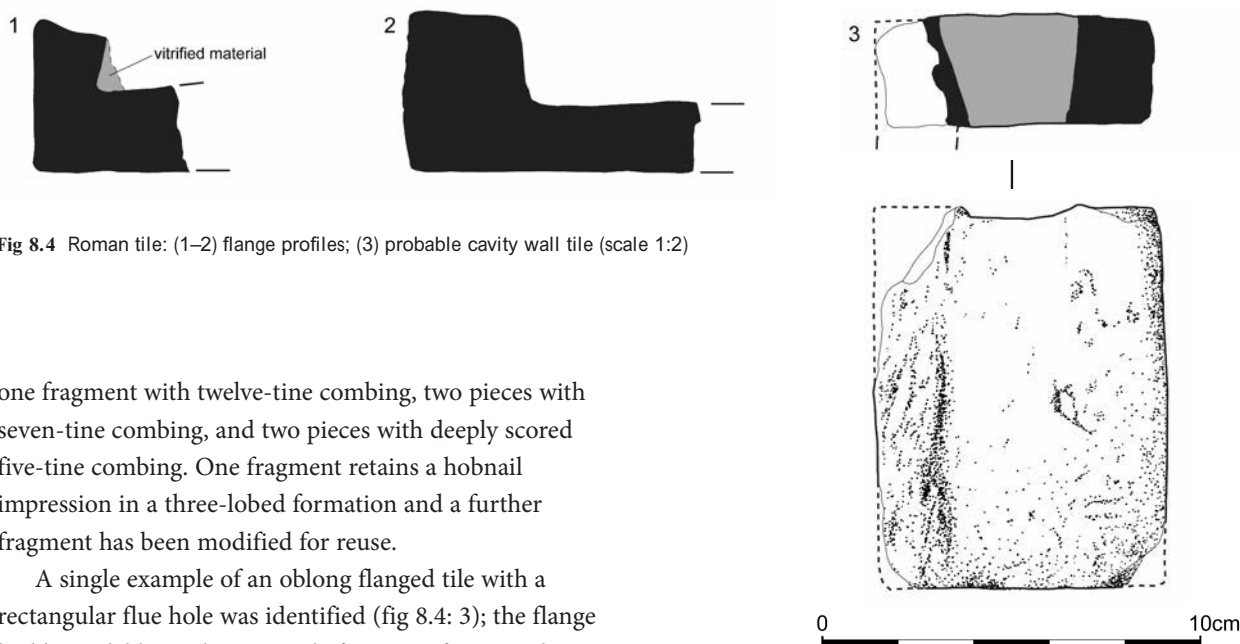 1
vitrified material
2
3
Fig 8.4 Roman tile: (1–2) flange profiles; (3) probable cavity wall tile (scale 1:2)
one fragment with twelve-tine combing, two pieces with
seven-tine combing, and two pieces with deeply scored
five-tine combing. One fragment retains a hobnail
impression in a three-lobed formation and a further
fragment has been modified for reuse.
A single example of an oblong flanged tile with a
rectangular flue hole was identified (fig 8.4: 3); the flange
0
10cm